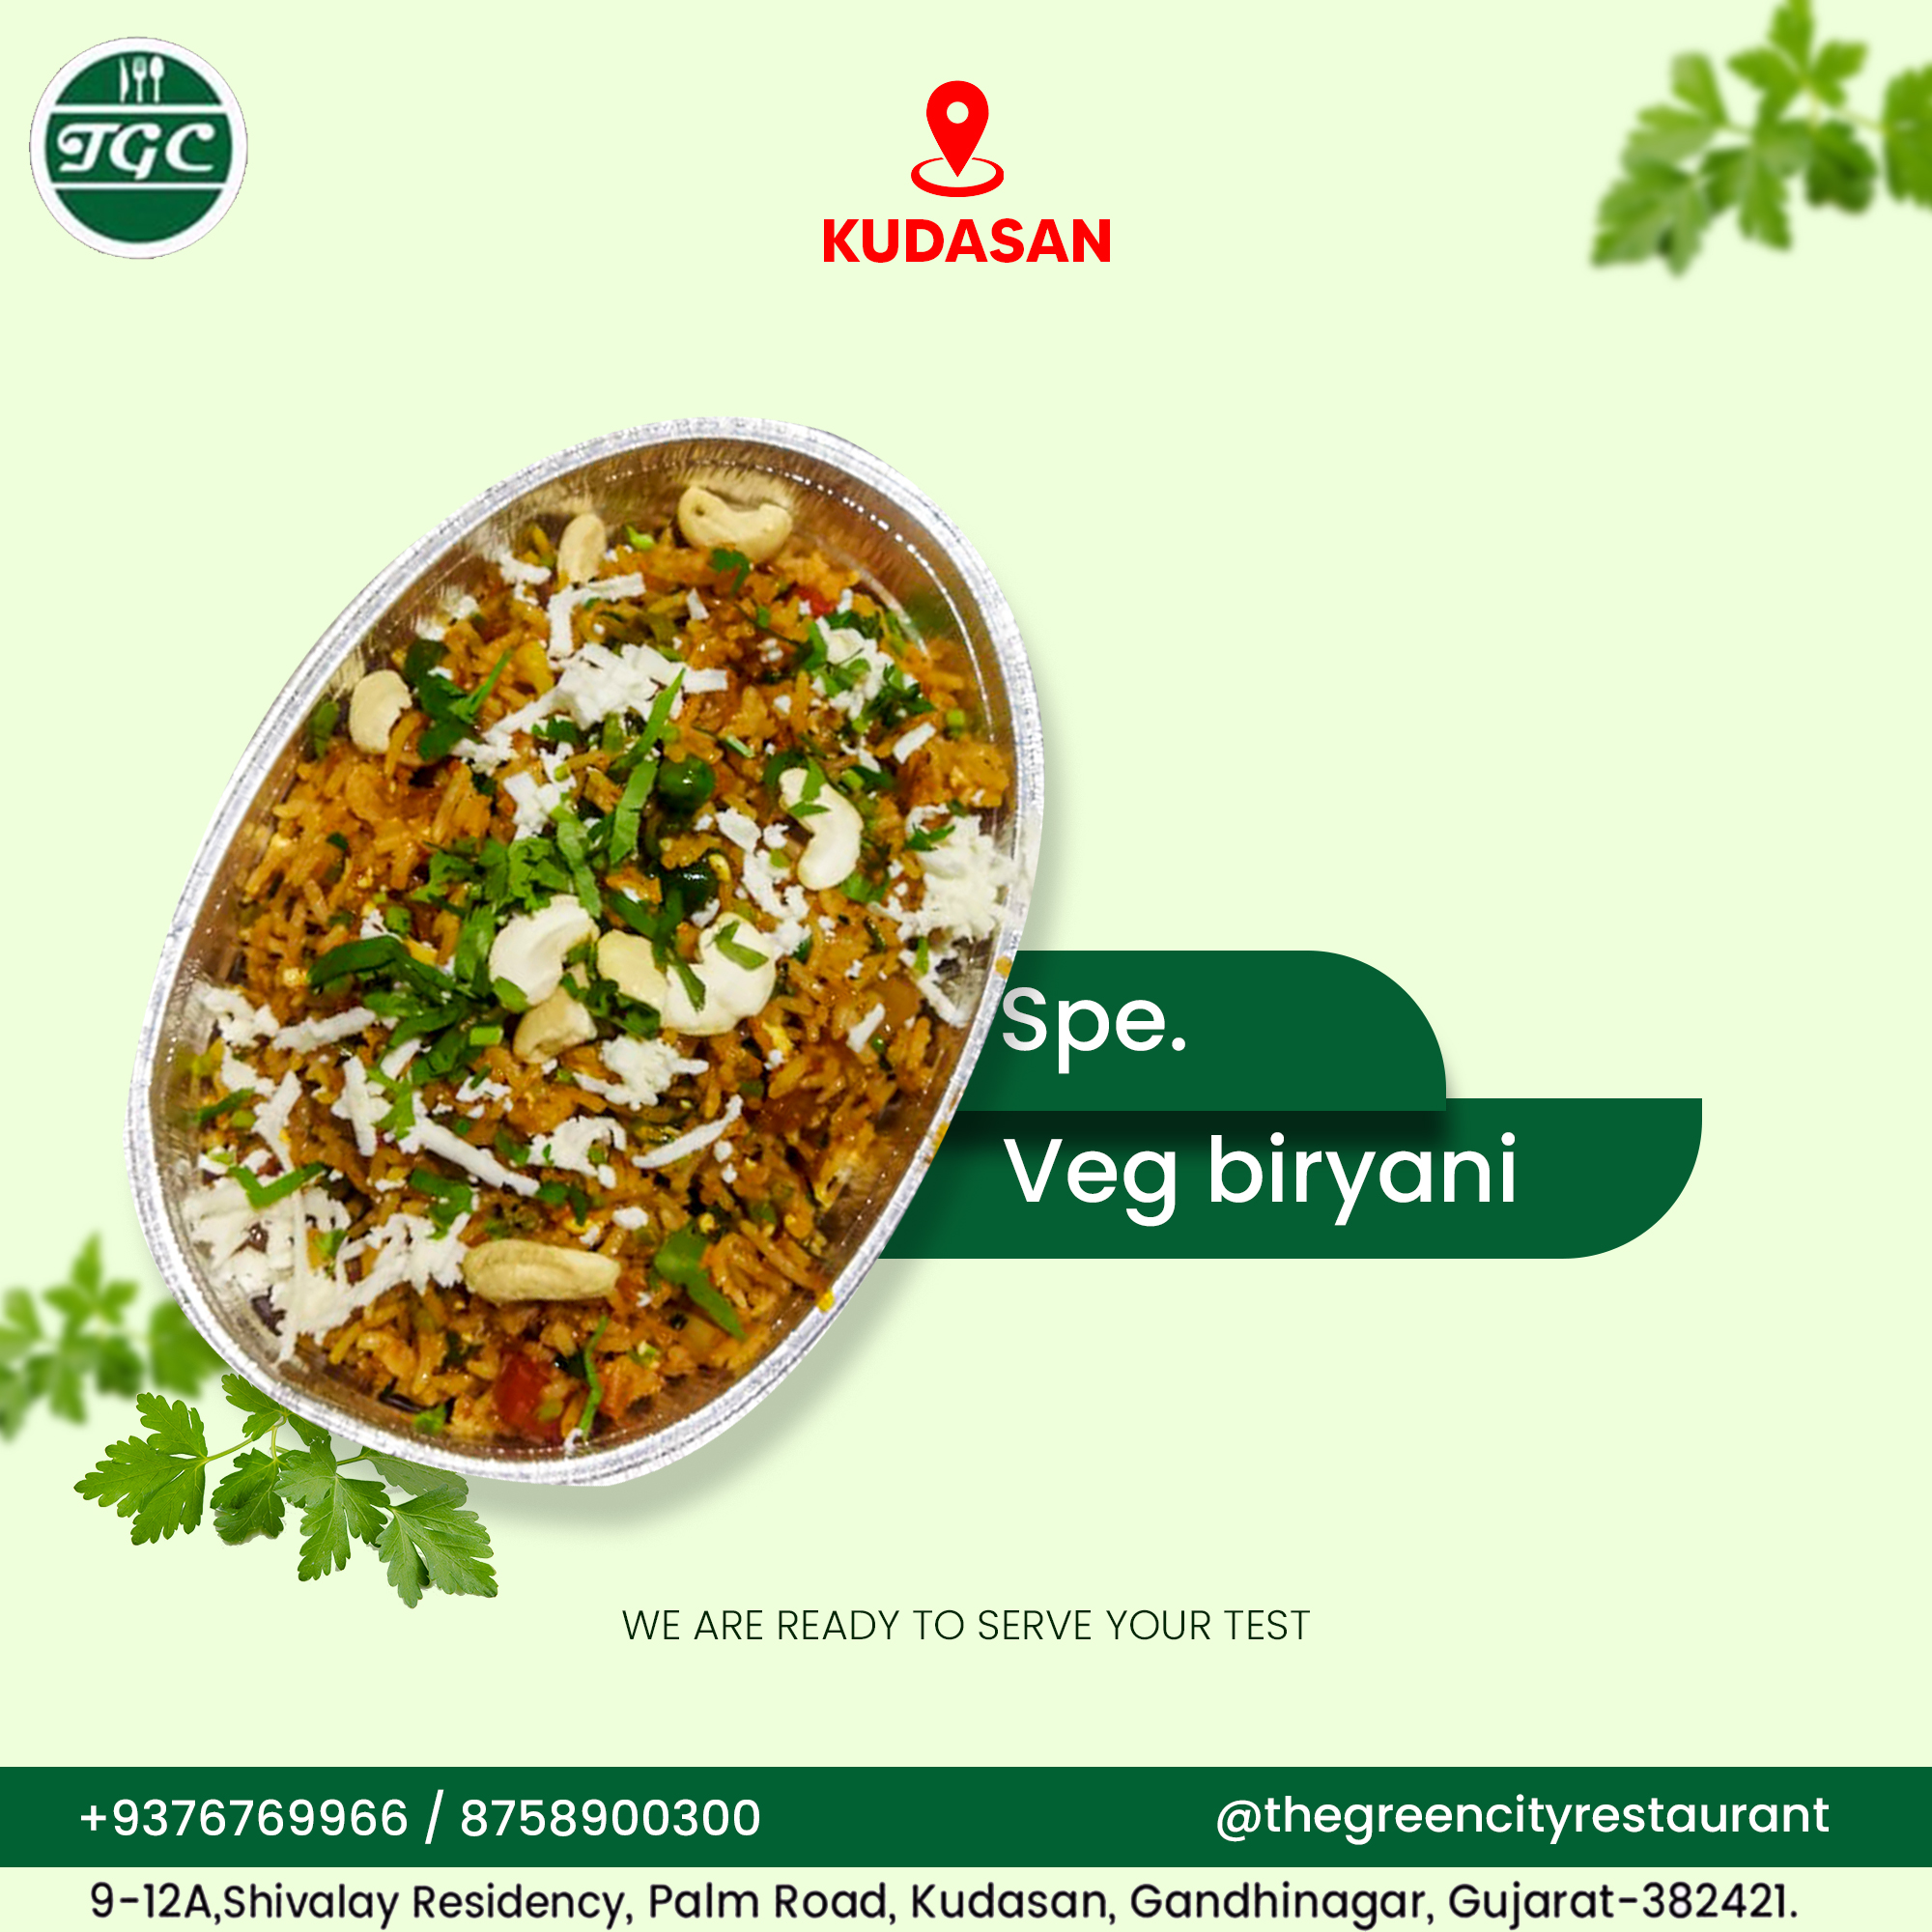 TGC
KUDASAN
Spe.
Veg biryani
WE ARE READY TO SERVE YOUR TEST
+9376769966 / 8758900300
@thegreencityrestaurant
9-12A,Shivalay Residency, Palm Road, Kudasan, Gandhinagar, Gujarat-382421.